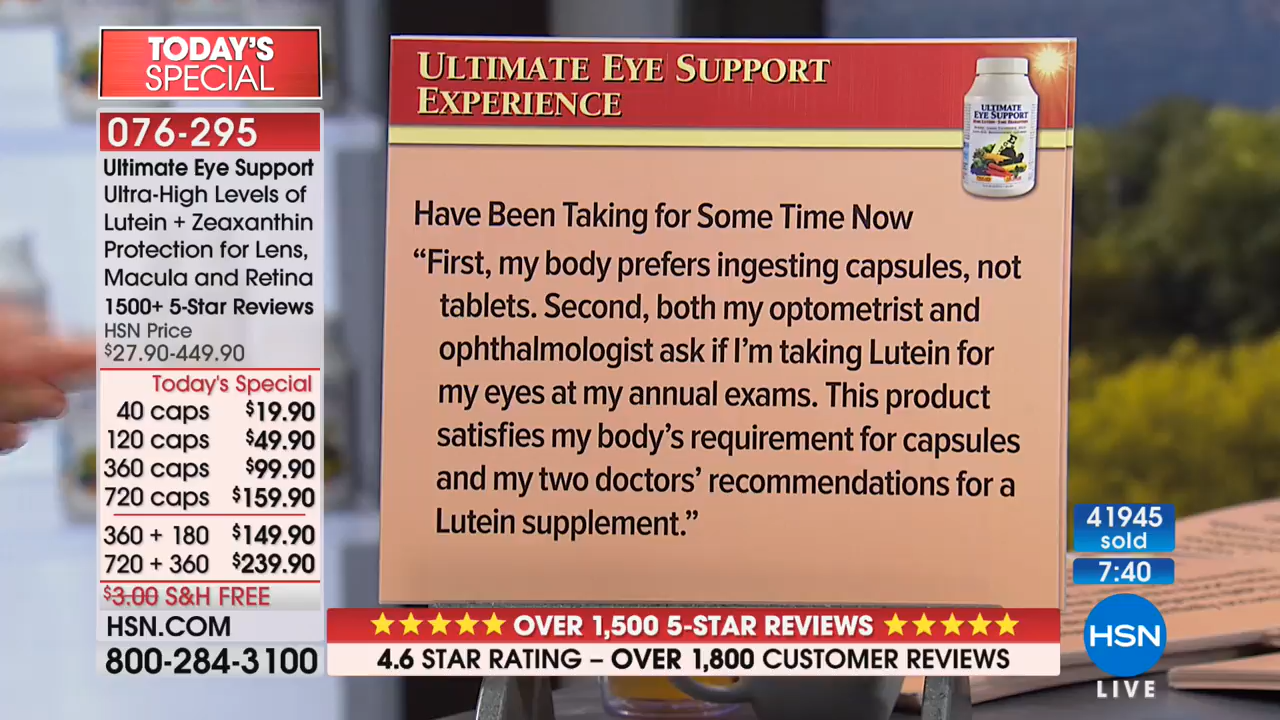 TODAY'S
SPECIAL
076-295
Ultimate Eye Support
Ultra-High Levels of
Lutein + Zeaxanthin
Protection for Lens,
Macula and Retina
1500+ 5-Star Reviews
HSN Price
$27.90-449.90
Today's Special
40 caps $19.90
120 caps $49.90
360 caps $99.90
720 caps $159.90
360 + 180 $149.90
720 + 360 $239.90
$3.00 S&H FREE
HSN.COM
800-284-3100
ULTIMATE EYE SUPPORT
EXPERIENCE
ULTIMATE
EYE SUPPORT
Have Been Taking for Some Time Now
“First, my body prefers ingesting capsules, not
tablets. Second, both my optometrist and
ophthalmologist ask if I'm taking Lutein for
my eyes at my annual exams. This product
satisfies my body's requirement for capsules
and my two doctors' recommendations for a
Lutein supplement.”
41945
sold
7:40
HSN
LIVE
OVER 1,500 5-STAR REVIEWS
4.6 STAR RATING – OVER 1,800 CUSTOMER REVIEWS